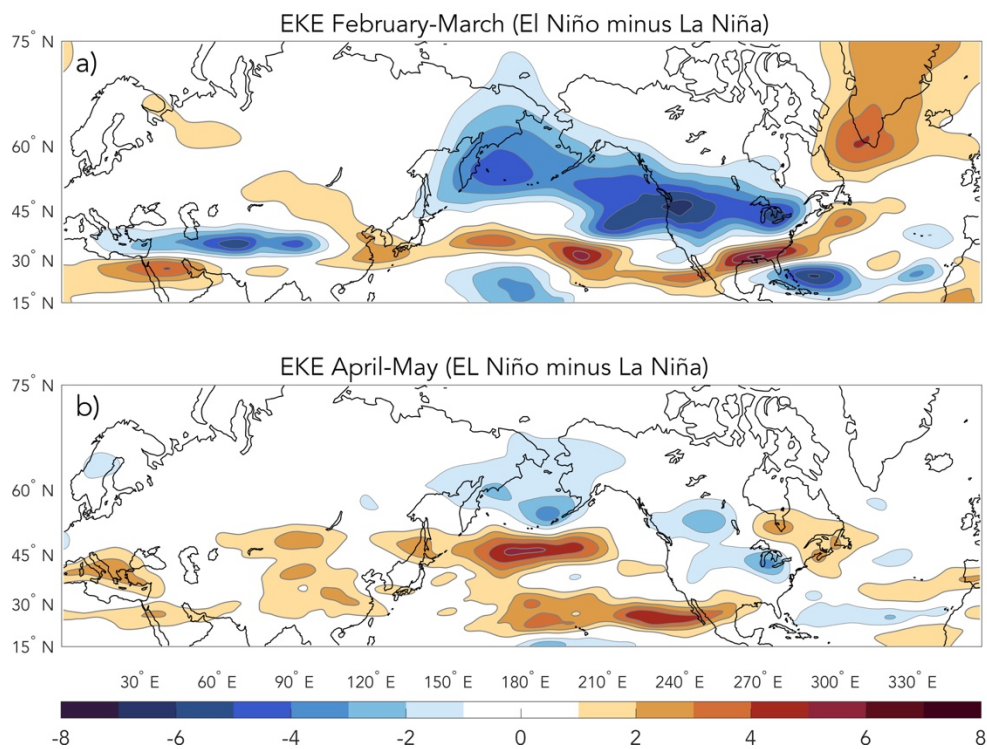 EKE February-March (El Niño minus La Niña)
75° N
a)
60° N
45° N
30° N
15° N
EKE April-May (EL Niño minus La Niña)
75° N
b)
60° N
45° N
30° N
15° N
30° E 60° E 90° E 120° E 150° E 180° E 210° E 240° E 270° E 300° E 330° E
-8 -6 -4 -2 0 2 4 6 8